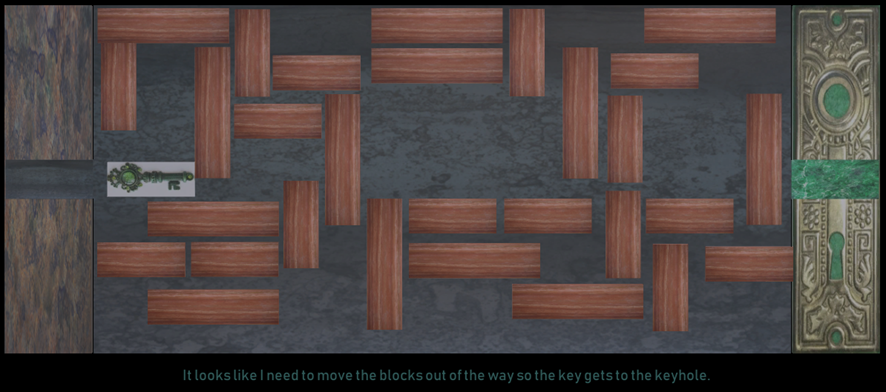 It looks like I need to move the blocks out of the way so the key gets to the keyhole.